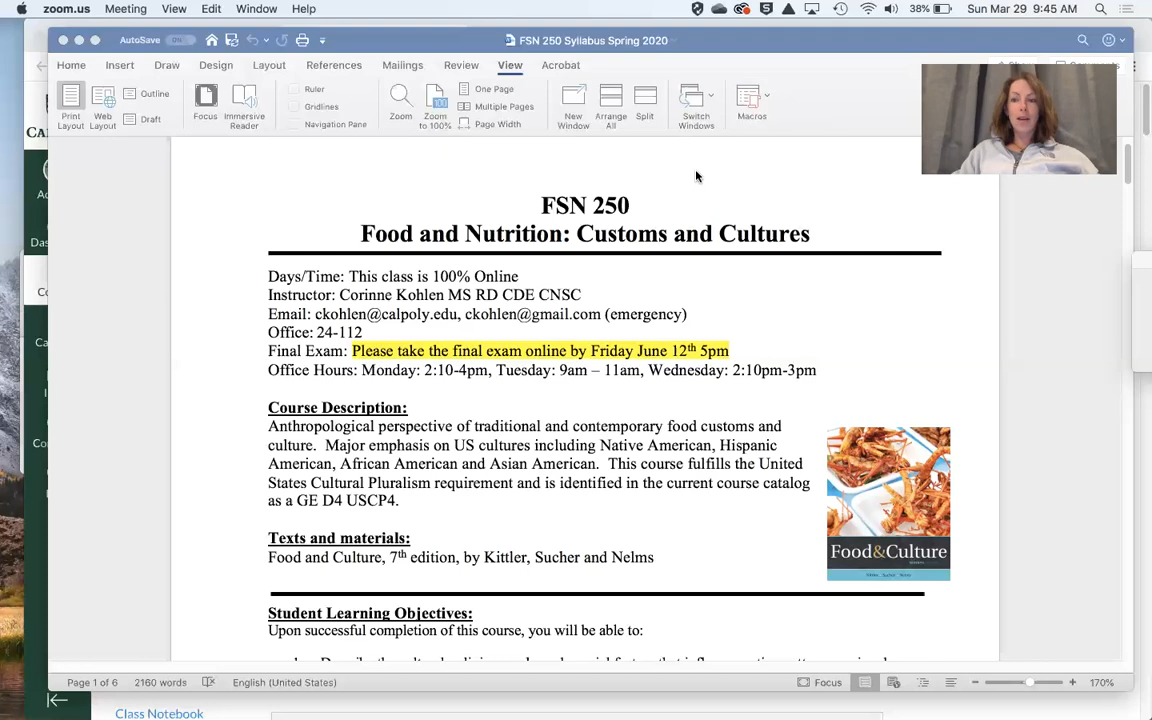 zoom.us Meeting View Edit Window Help 38% Sun Mar 29 9:45 AM
AutoSave FSN 250 Syllabus Spring 2020
Home Insert Draw Design Layout References Mailings Review View Acrobat
Print Layout
Web Layout
Outline
Draft
Focus
Immersive Reader
Ruler
Gridlines
Navigation Pane
Zoom
Zoom to 100%
One Page
Multiple Pages
Page Width
New Window
Arrange All
Split
Switch Windows
Macros
FSN 250
Food and Nutrition: Customs and Cultures
Days/Time: This class is 100% Online
Instructor: Corinne Kohlen MS RD CDE CNSC
Email: ckohlen@calpoly.edu, ckohlen@gmail.com (emergency)
Office: 24-112
Final Exam: Please take the final exam online by Friday June 12th 5pm
Office Hours: Monday: 2:10-4pm, Tuesday: 9am – 11am, Wednesday: 2:10pm-3pm
Course Description:
Anthropological perspective of traditional and contemporary food customs and
culture. Major emphasis on US cultures including Native American, Hispanic
American, African American and Asian American. This course fulfills the United
States Cultural Pluralism requirement and is identified in the current course catalog
as a GE D4 USCP4.
Food&Culture
Texts and materials:
Food and Culture, 7th edition, by Kittler, Sucher and Nelms
Student Learning Objectives:
Upon successful completion of this course, you will be able to:
Page 1 of 6 2160 words English (United States) Focus 170%
Class Notebook